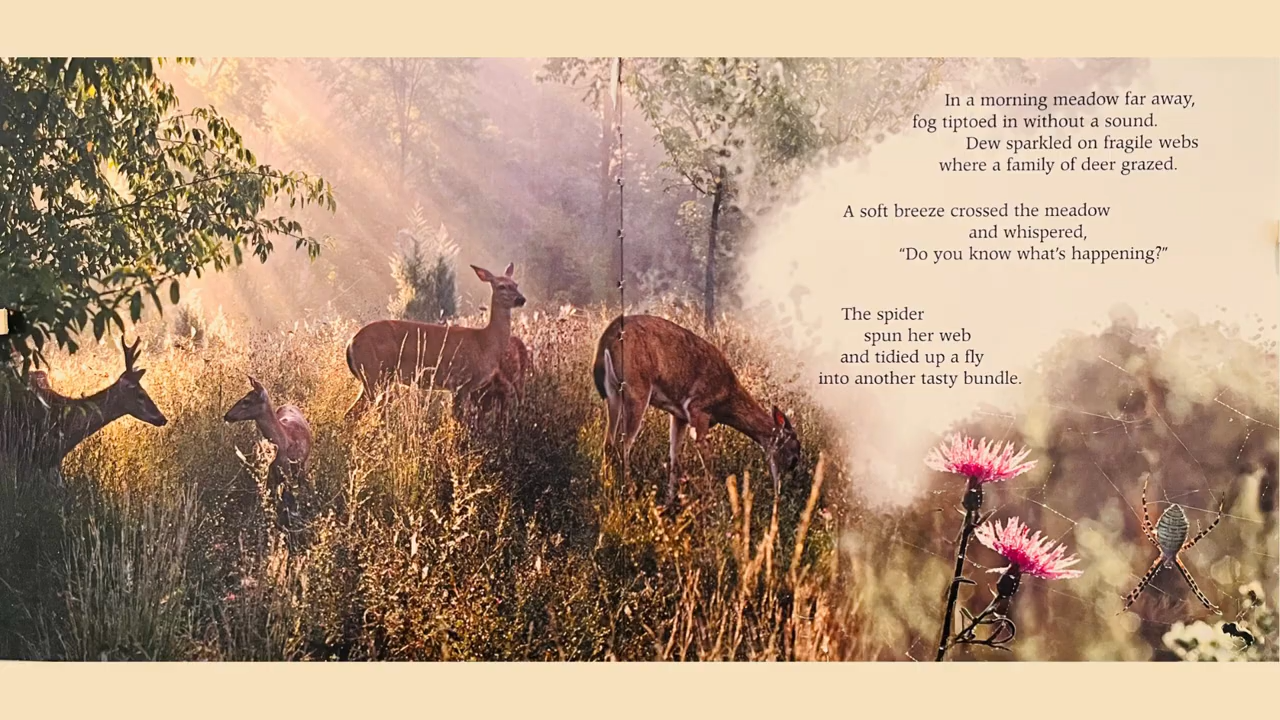 In a morning meadow far away,
fog tiptoed in without a sound.
Dew sparkled on fragile webs
where a family of deer grazed.
A soft breeze crossed the meadow
and whispered,
“Do you know what’s happening?”
The spider
spun her web
and tidied up a fly
into another tasty bundle.